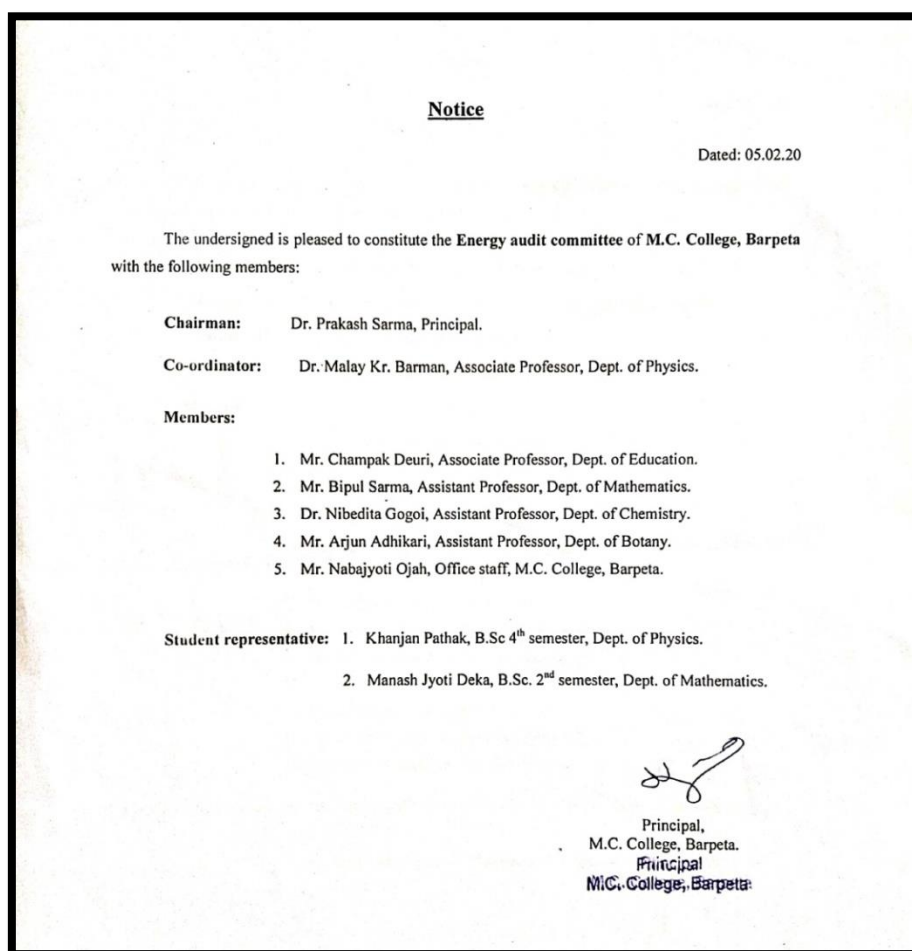 Notice
Dated: 05.02.20
The undersigned is pleased to constitute the Energy audit committee of M.C. College, Barpeta
with the following members:
Chairman: Dr. Prakash Sarma, Principal.
Co-ordinator: Dr. Malay Kr. Barman, Associate Professor, Dept. of Physics.
Members:
1. Mr. Champak Deuri, Associate Professor, Dept. of Education.
2. Mr. Bipul Sarma, Assistant Professor, Dept. of Mathematics.
3. Dr. Nibedita Gogoi, Assistant Professor, Dept. of Chemistry.
4. Mr. Arjun Adhikari, Assistant Professor, Dept. of Botany.
5. Mr. Nabajyoti Ojah, Office staff, M.C. College, Barpeta.
Student representative: 1. Khanjan Pathak, B.Sc 4th semester, Dept. of Physics.
2. Manash Jyoti Deka, B.Sc. 2nd semester, Dept. of Mathematics.
Principal,
M.C. College, Barpeta.
Principal
M.C. College, Barpeta